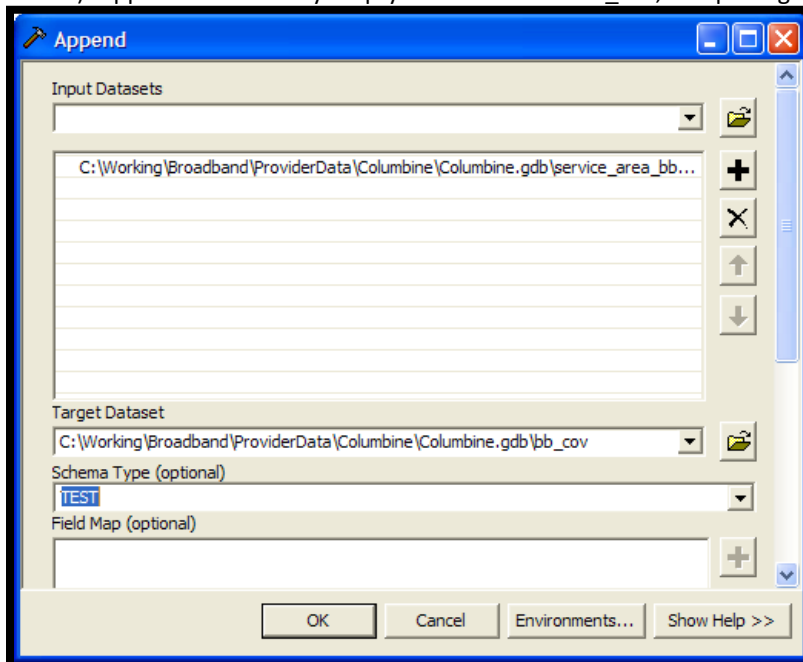 Append
Input Datasets
C:\Working\Broadband\ProviderData\Columbine\Columbine.gdb\service_area_bb...
Target Dataset
C:\Working\Broadband\ProviderData\Columbine\Columbine.gdb\bb_cov
Schema Type (optional)
TEST
Field Map (optional)
OK Cancel Environments... Show Help >>